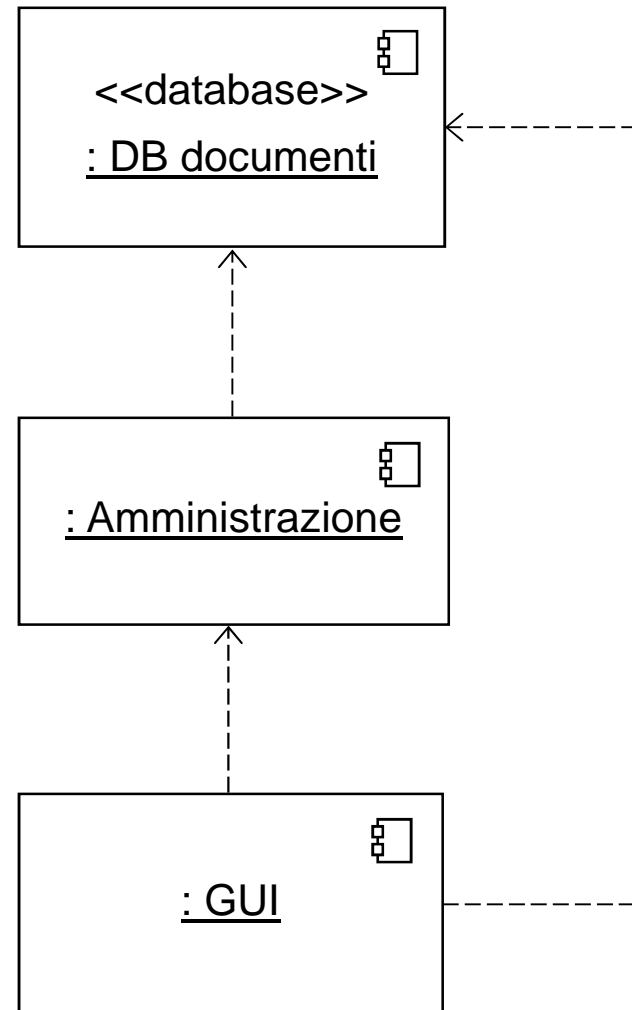 <<database>>
: DB documenti
: Amministrazione
: GUI